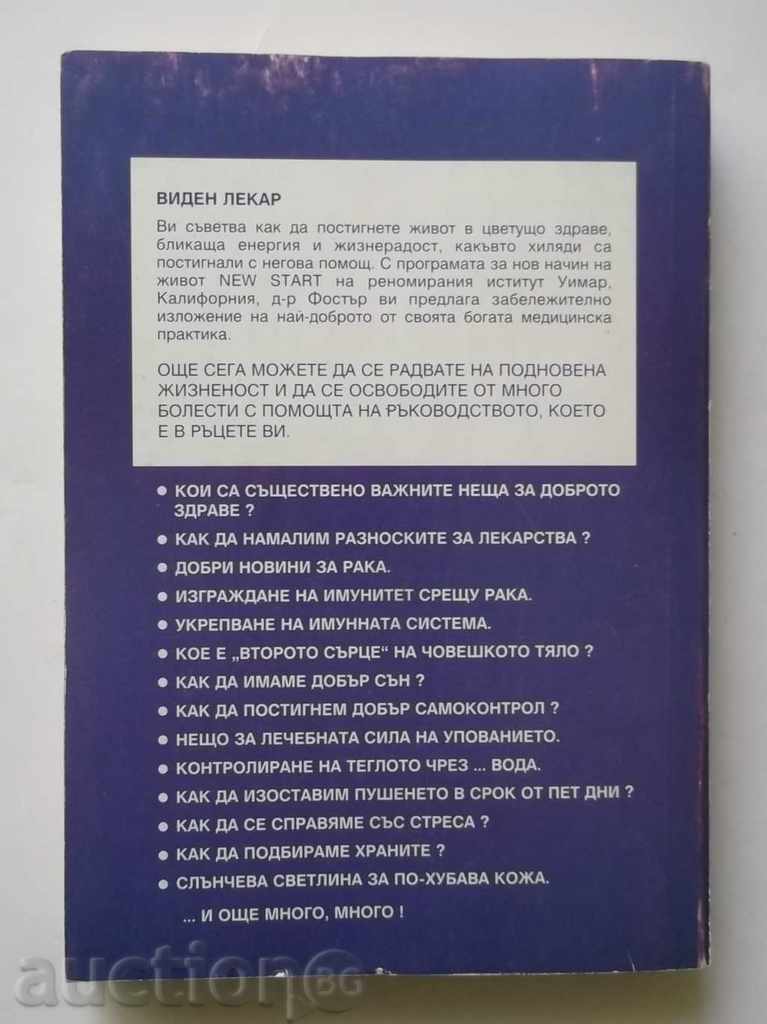 ВИДЕН ЛЕКАР
Ви съветва как да постигнете живот в цветущо здраве,
бликаща енергия и жизнерадост, какъвто хиляди са
постигнали с негова помощ. С програмата за нов начин на
живот NEW START на реномирания иститут Уимар,
Калифорния, д-р Фостър ви предлага забележително
изложение на най-доброто от своята богата медицинска
практика.
ОЩЕ СЕГА МОЖЕТЕ ДА СЕ РАДВАТЕ НА ПОДНОВЕНА
ЖИЗНЕНОСТ И ДА СЕ ОСВОБОДИТЕ ОТ МНОГО
БОЛЕСТИ С ПОМОЩТА НА РЪКОВОДСТВОТО, КОЕТО
Е В РЪЦЕТЕ ВИ.
• КОИ СА СЪЩЕСТВЕНО ВАЖНИТЕ НЕЩА ЗА ДОБРОТО
ЗДРАВЕ ?
• КАК ДА НАМАЛИМ РАЗНОСКИТЕ ЗА ЛЕКАРСТВА ?
• ДОБРИ НОВИНИ ЗА РАКА.
• ИЗГРАЖДАНЕ НА ИМУНИТЕТ СРЕЩУ РАКА.
• УКРЕПВАНЕ НА ИМУННАТА СИСТЕМА.
• КОЕ Е „ВТОРОТО СЪРЦЕ" НА ЧОВЕШКОТО ТЯЛО ?
• КАК ДА ИМАМЕ ДОБЪР СЪН ?
• КАК ДА ПОСТИГНЕМ ДОБЪР САМОКОНТРОЛ ?
• НЕЩО ЗА ЛЕЧЕБНАТА СИЛА НА УПОВАНИЕТО.
• КОНТРОЛИРАНЕ НА ТЕГЛОТО ЧРЕЗ ... ВОДА.
• КАК ДА ИЗОСТАВИМ ПУШЕНЕТО В СРОК ОТ ПЕТ ДНИ ?
• КАК ДА СЕ СПРАВЯМЕ СЪС СТРЕСА ?
• КАК ДА ПОДБИРАМЕ ХРАНИТЕ ?
• СЛЪНЧЕВА СВЕТЛИНА ЗА ПО-ХУБАВА КОЖА.
... И ОЩЕ МНОГО, МНОГО !
auctionBG